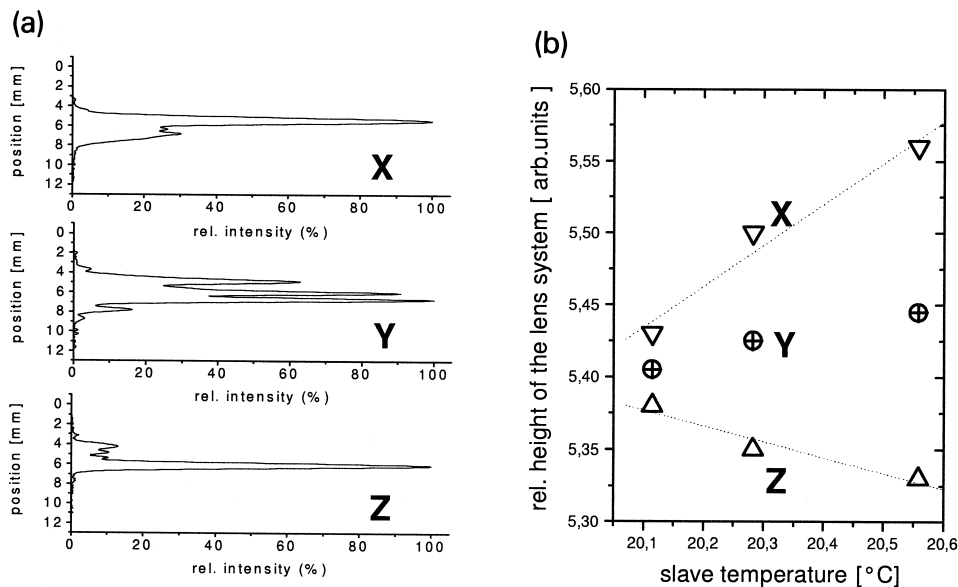 (a)
0
2
4
6
8
10
12
position [mm]
X
0 20 40 60 80 100
rel. intensity (%)
0
2
4
6
8
10
12
position [mm]
Y
0 20 40 60 80 100
rel. intensity (%)
0
2
4
6
8
10
12
position [mm]
Z
0 20 40 60 80 100
rel. intensity (%)
(b)
rel. height of the lens system [ arb.units ]
5,60
5,55
5,50
5,45
5,40
5,35
5,30
X
Y
Z
20,1 20,2 20,3 20,4 20,5 20,6
slave temperature [°C]